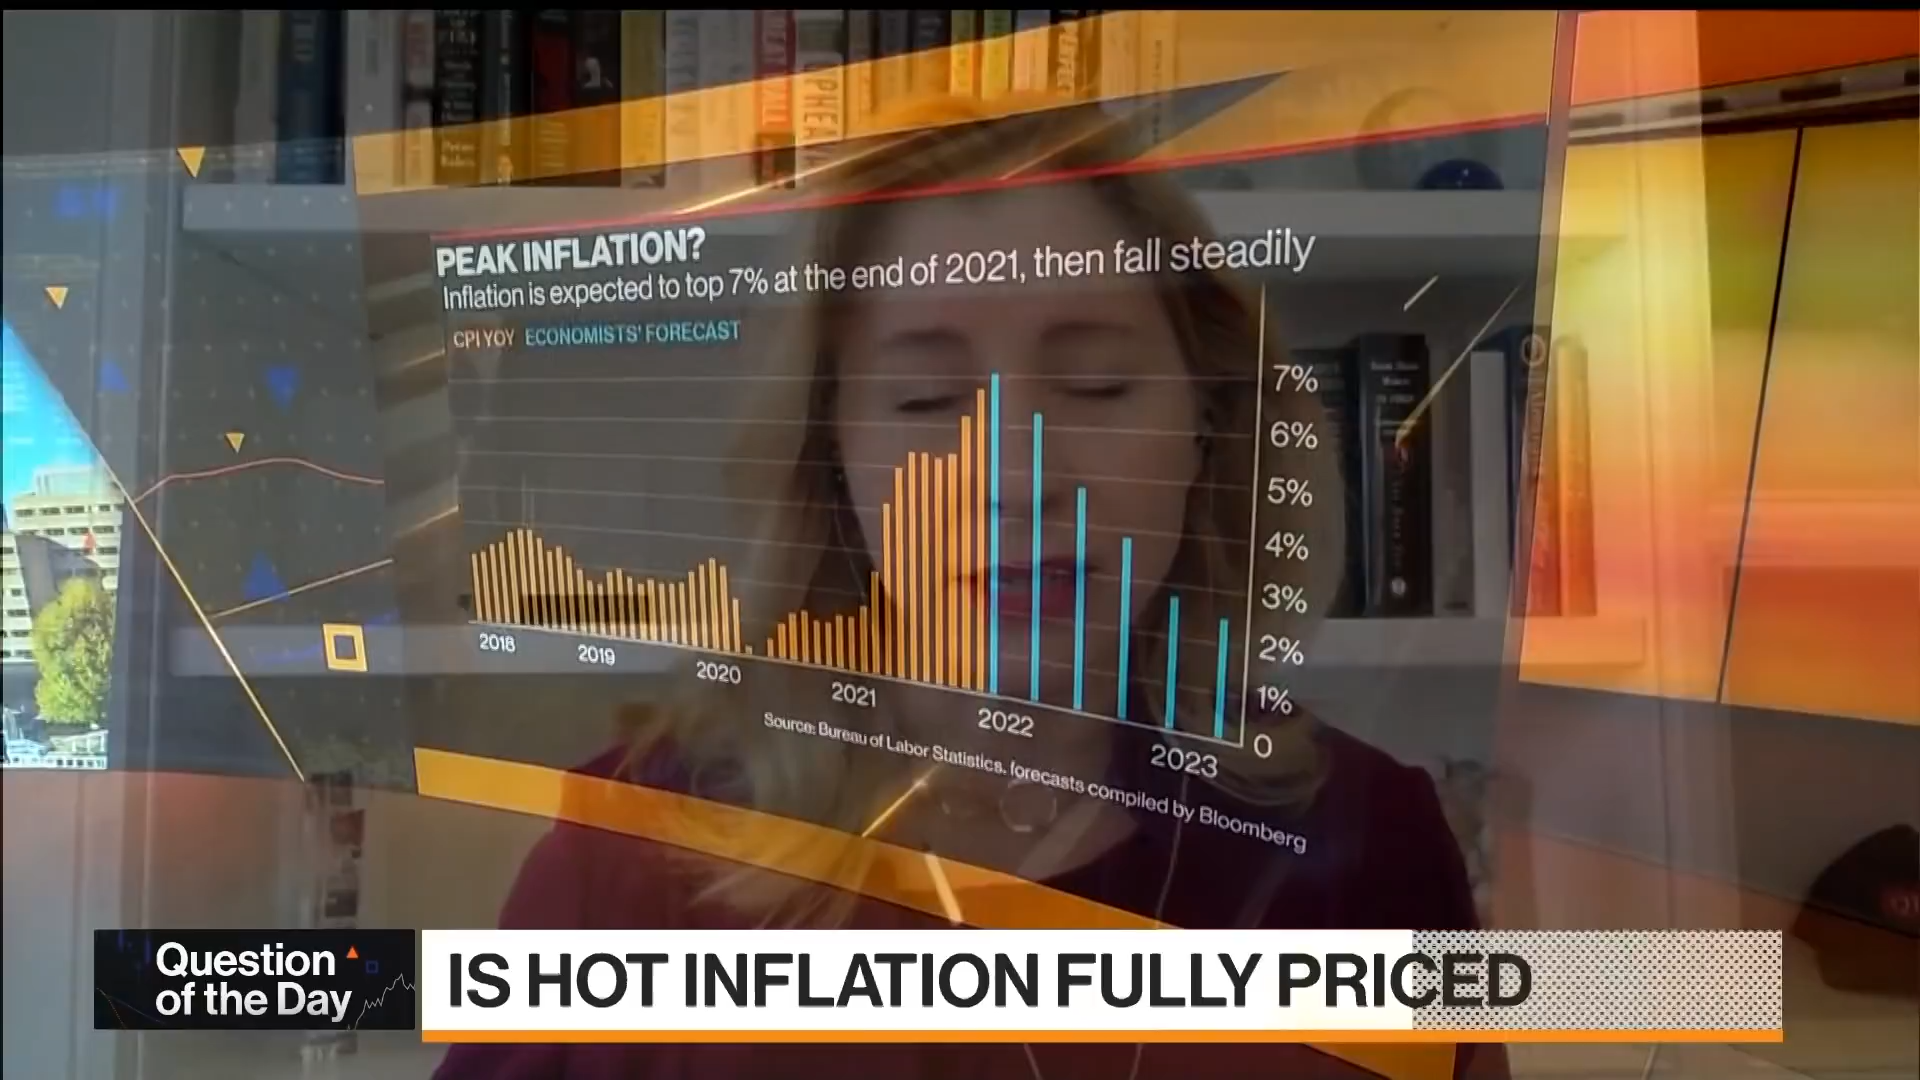 PEAK INFLATION?
Inflation is expected to top 7% at the end of 2021, then fall steadily
CPI YOY ECONOMISTS' FORECAST
7%
6%
5%
4%
3%
2%
1%
0
2018 2019 2020 2021 2022 2023
Source: Bureau of Labor Statistics, forecasts compiled by Bloomberg
Question
of the Day
IS HOT INFLATION FULLY PRICED